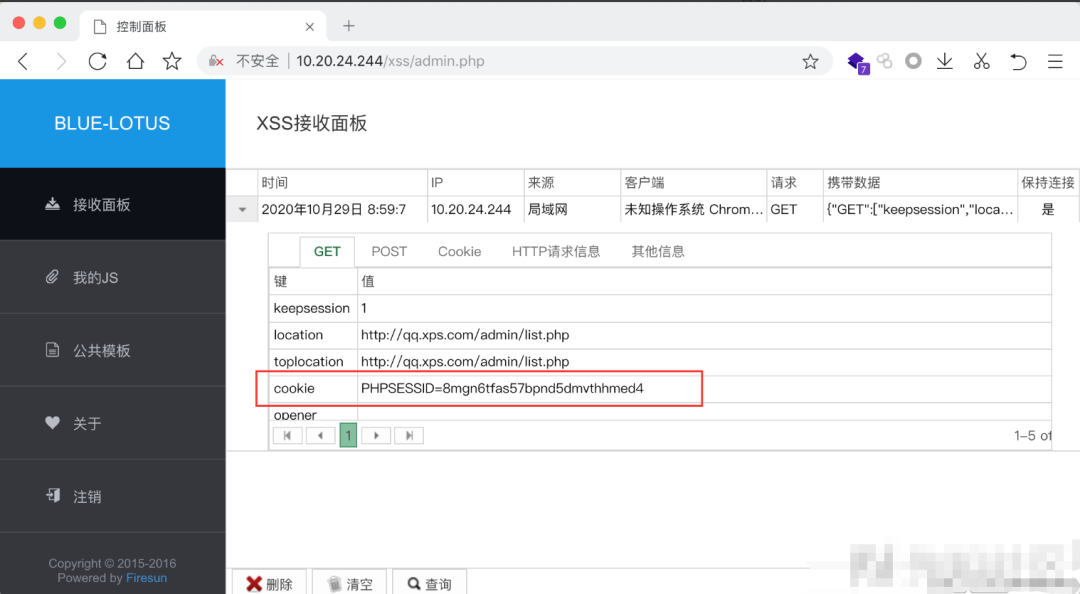 控制面板
不安全 10.20.24.244/xss/admin.php
7
BLUE-LOTUS
接收面板
我的JS
公共模板
关于
注销
Copyright © 2015-2016
Powered by Firesun
XSS接收面板
时间 IP 来源 客户端 请求 携带数据 保持连接
2020年10月29日 8:59:7 10.20.24.244 局域网 未知操作系统 Chrom... GET {"GET":["keepsession","loca... 是
GET POST Cookie HTTP请求信息 其他信息
键 值
keepsession 1
location http://qq.xps.com/admin/list.php
toplocation http://qq.xps.com/admin/list.php
cookie PHPSESSID=8mgn6tfas57bpnd5dmvthhmed4
opener
1 1–5 of
删除 清空 查询